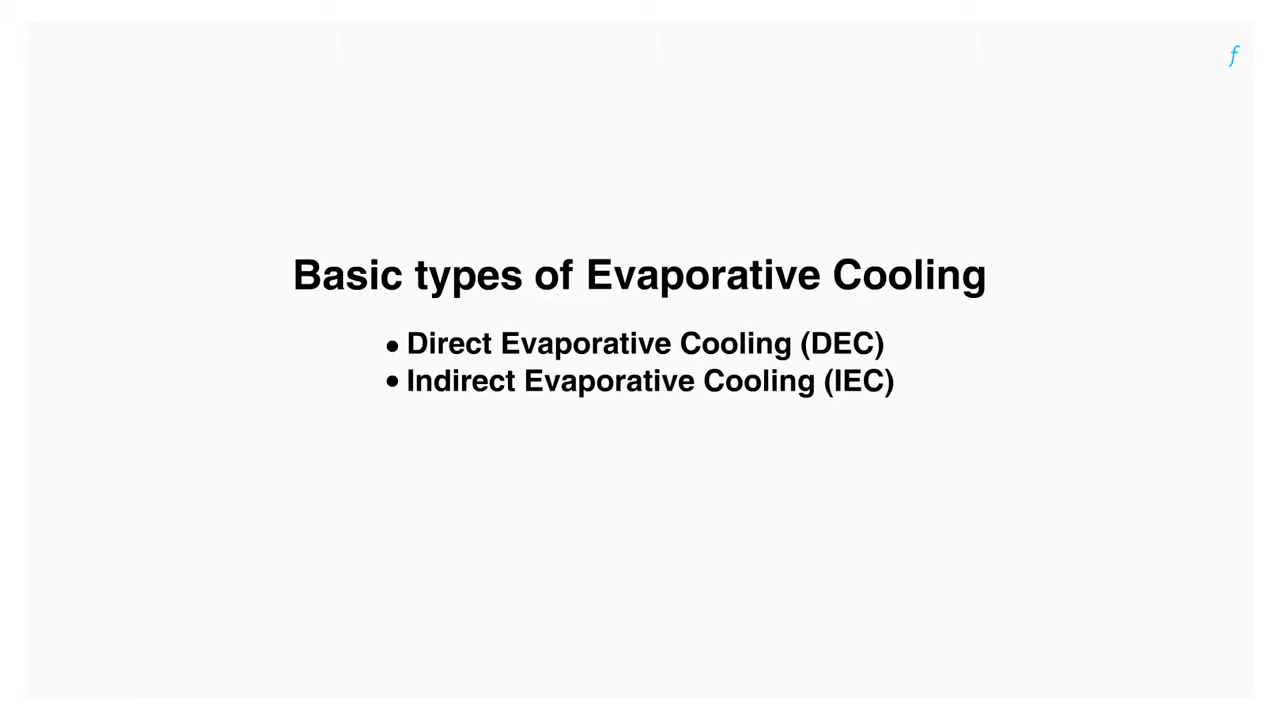 f
Basic types of Evaporative Cooling
• Direct Evaporative Cooling (DEC)
• Indirect Evaporative Cooling (IEC)